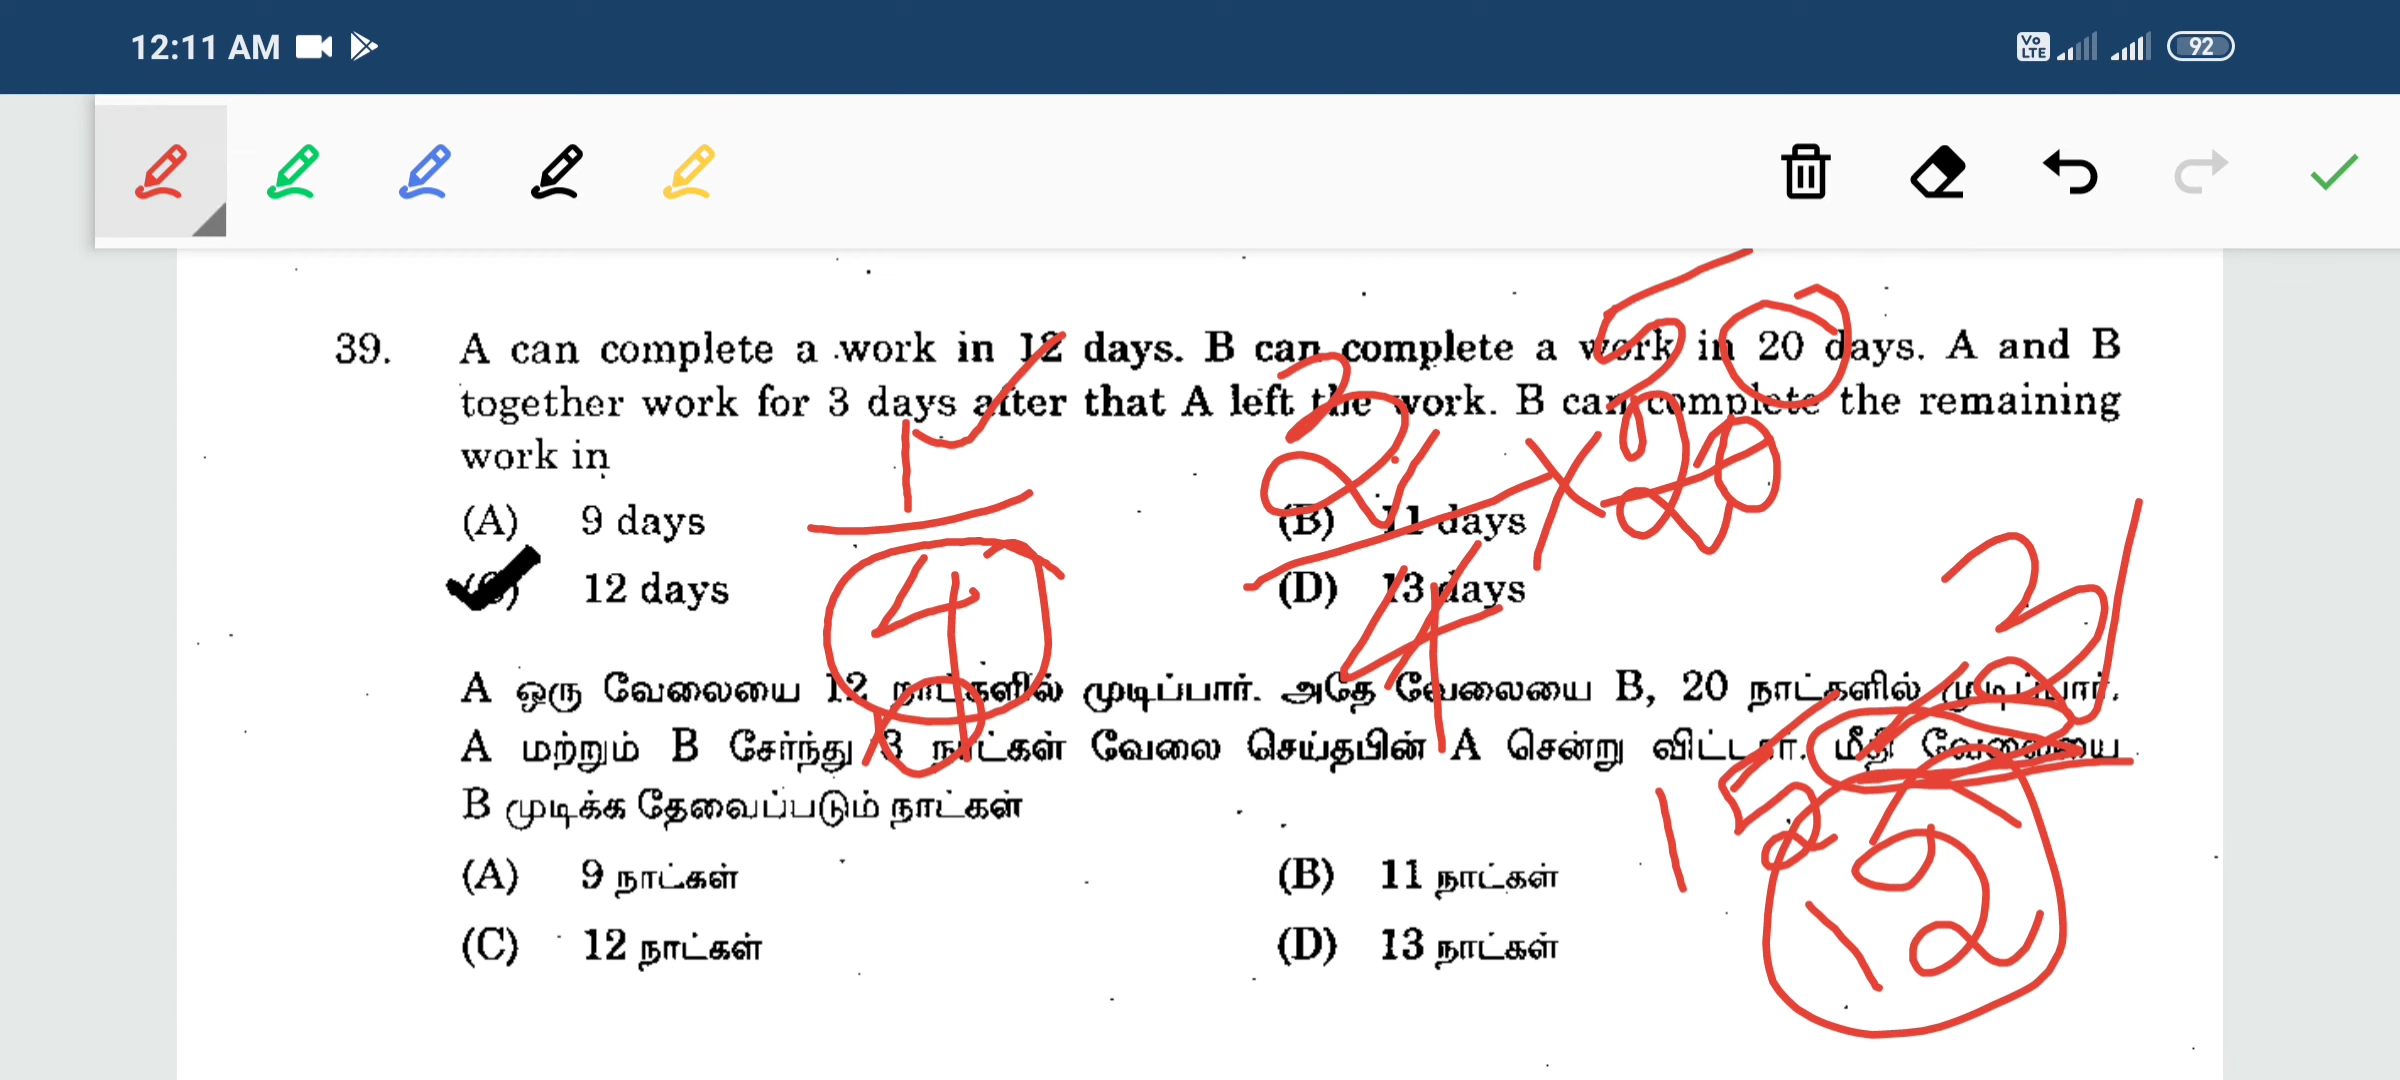 12:11 AM Vo LTE 92
39. A can complete a work in 12 days. B can complete a work in 20 days. A and B
together work for 3 days after that A left the work. B can complete the remaining
work in
(A) 9 days (B) 11 days
(C) 12 days (D) 13 days
A ஒரு வேலையை 12 நாட்களில் முடிப்பார். அதே வேலையை B, 20 நாட்களில் முடிப்பார்.
A மற்றும் B சேர்ந்து 3 நாட்கள் வேலை செய்தபின் A சென்று விட்டார். மீதி வேலையை
B முடிக்க தேவைப்படும் நாட்கள்
(A) 9 நாட்கள் (B) 11 நாட்கள்
(C) 12 நாட்கள் (D) 13 நாட்கள்
12